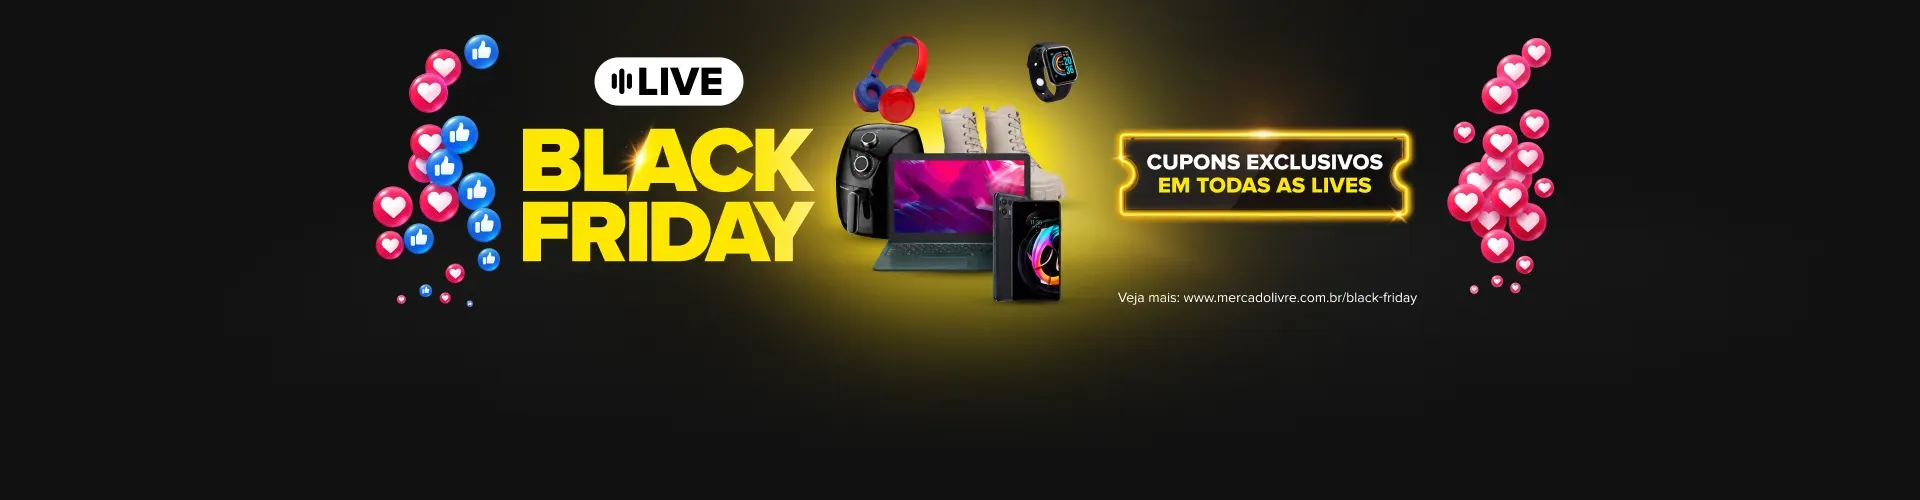 LIVE
BLACK
FRIDAY
CUPONS EXCLUSIVOS
EM TODAS AS LIVES
Veja mais: www.mercadolivre.com.br/black-friday